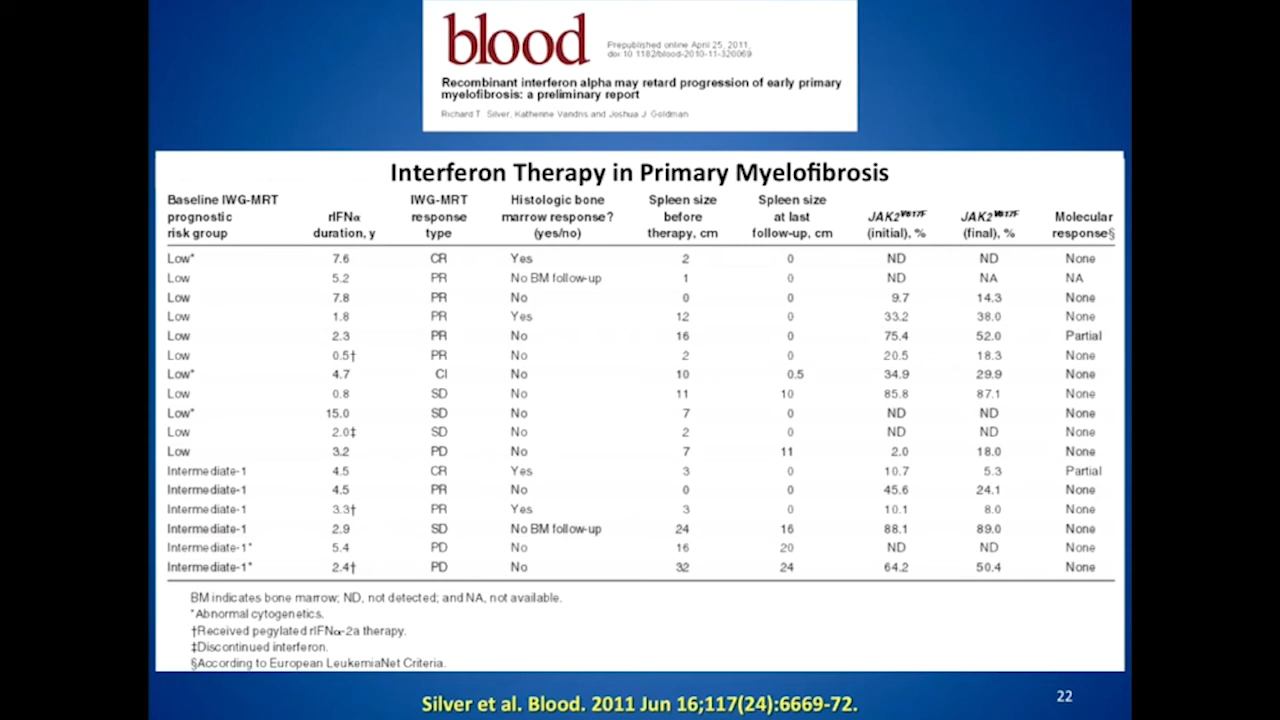 blood
Prepublished online April 25, 2011;
doi:10.1182/blood-2010-11-320069
Recombinant interferon alpha may retard progression of early primary
myelofibrosis: a preliminary report
Richard T. Silver, Katherine Vandris and Joshua J. Goldman
Interferon Therapy in Primary Myelofibrosis
Baseline IWG-MRT prognostic risk group rIFNα duration, y IWG-MRT response type Histologic bone marrow response? (yes/no) Spleen size before therapy, cm Spleen size at last follow-up, cm JAK2V617F (initial), % JAK2V617F (final), % Molecular response§
Low* 7.6 CR Yes 2 0 ND ND None
Low 5.2 PR No BM follow-up 1 0 ND NA NA
Low 7.8 PR No 0 0 9.7 14.3 None
Low 1.8 PR Yes 12 0 33.2 38.0 None
Low 2.3 PR No 16 0 75.4 52.0 Partial
Low 0.5† PR No 2 0 20.5 18.3 None
Low* 4.7 CI No 10 0.5 34.9 29.9 None
Low 0.8 SD No 11 10 85.8 87.1 None
Low* 15.0 SD No 7 0 ND ND None
Low 2.0‡ SD No 2 0 ND ND None
Low 3.2 PD No 7 11 2.0 18.0 None
Intermediate-1 4.5 CR Yes 3 0 10.7 5.3 Partial
Intermediate-1 4.5 PR No 0 0 45.6 24.1 None
Intermediate-1 3.3† PR Yes 3 0 10.1 8.0 None
Intermediate-1 2.9 SD No BM follow-up 24 16 88.1 89.0 None
Intermediate-1* 5.4 PD No 16 20 ND ND None
Intermediate-1* 2.4† PD No 32 24 64.2 50.4 None
BM indicates bone marrow; ND, not detected; and NA, not available.
*Abnormal cytogenetics.
†Received pegylated rIFNα-2a therapy.
‡Discontinued interferon.
§According to European LeukemiaNet Criteria.
Silver et al. Blood. 2011 Jun 16;117(24):6669-72.
22